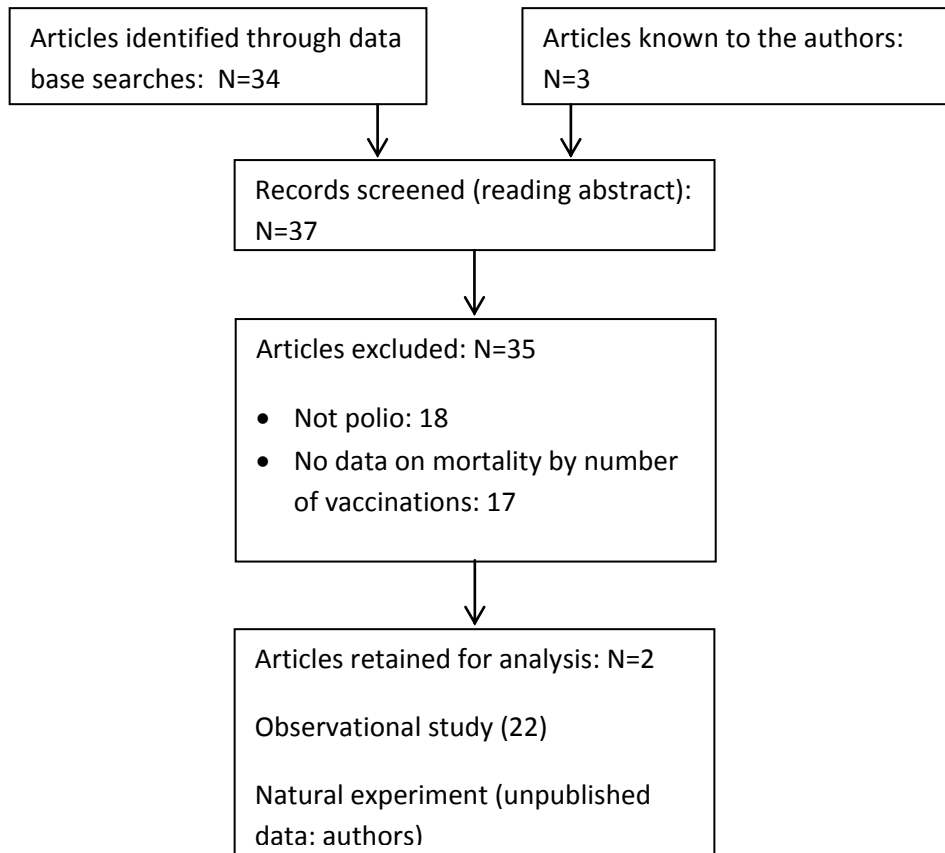 Articles identified through data
base searches:  N=34
Articles known to the authors:
N=3
Records screened (reading abstract):
N=37
Articles excluded: N=35
• Not polio: 18
• No data on mortality by number
of vaccinations: 17
Articles retained for analysis: N=2
Observational study (22)
Natural experiment (unpublished
data: authors)